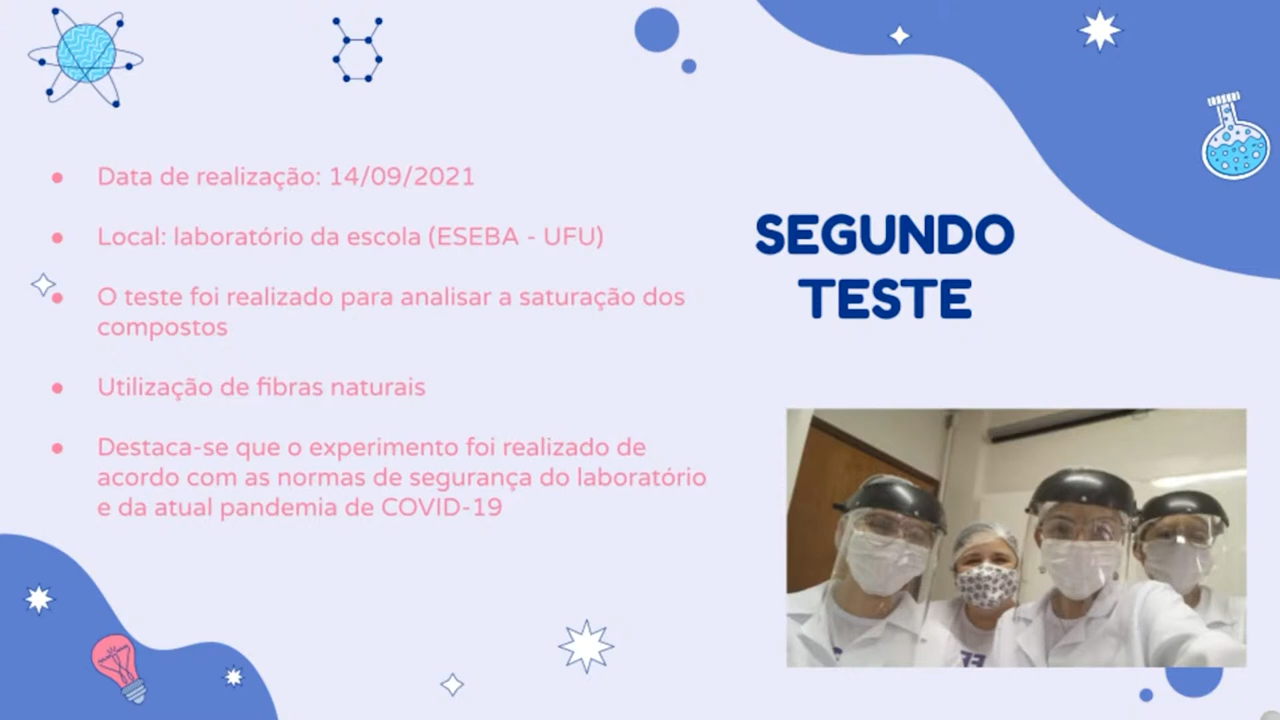 Data de realização: 14/09/2021
Local: laboratório da escola (ESEBA - UFU)
O teste foi realizado para analisar a saturação dos
compostos
Utilização de fibras naturais
Destaca-se que o experimento foi realizado de
acordo com as normas de segurança do laboratório
e da atual pandemia de COVID-19
SEGUNDO
TESTE